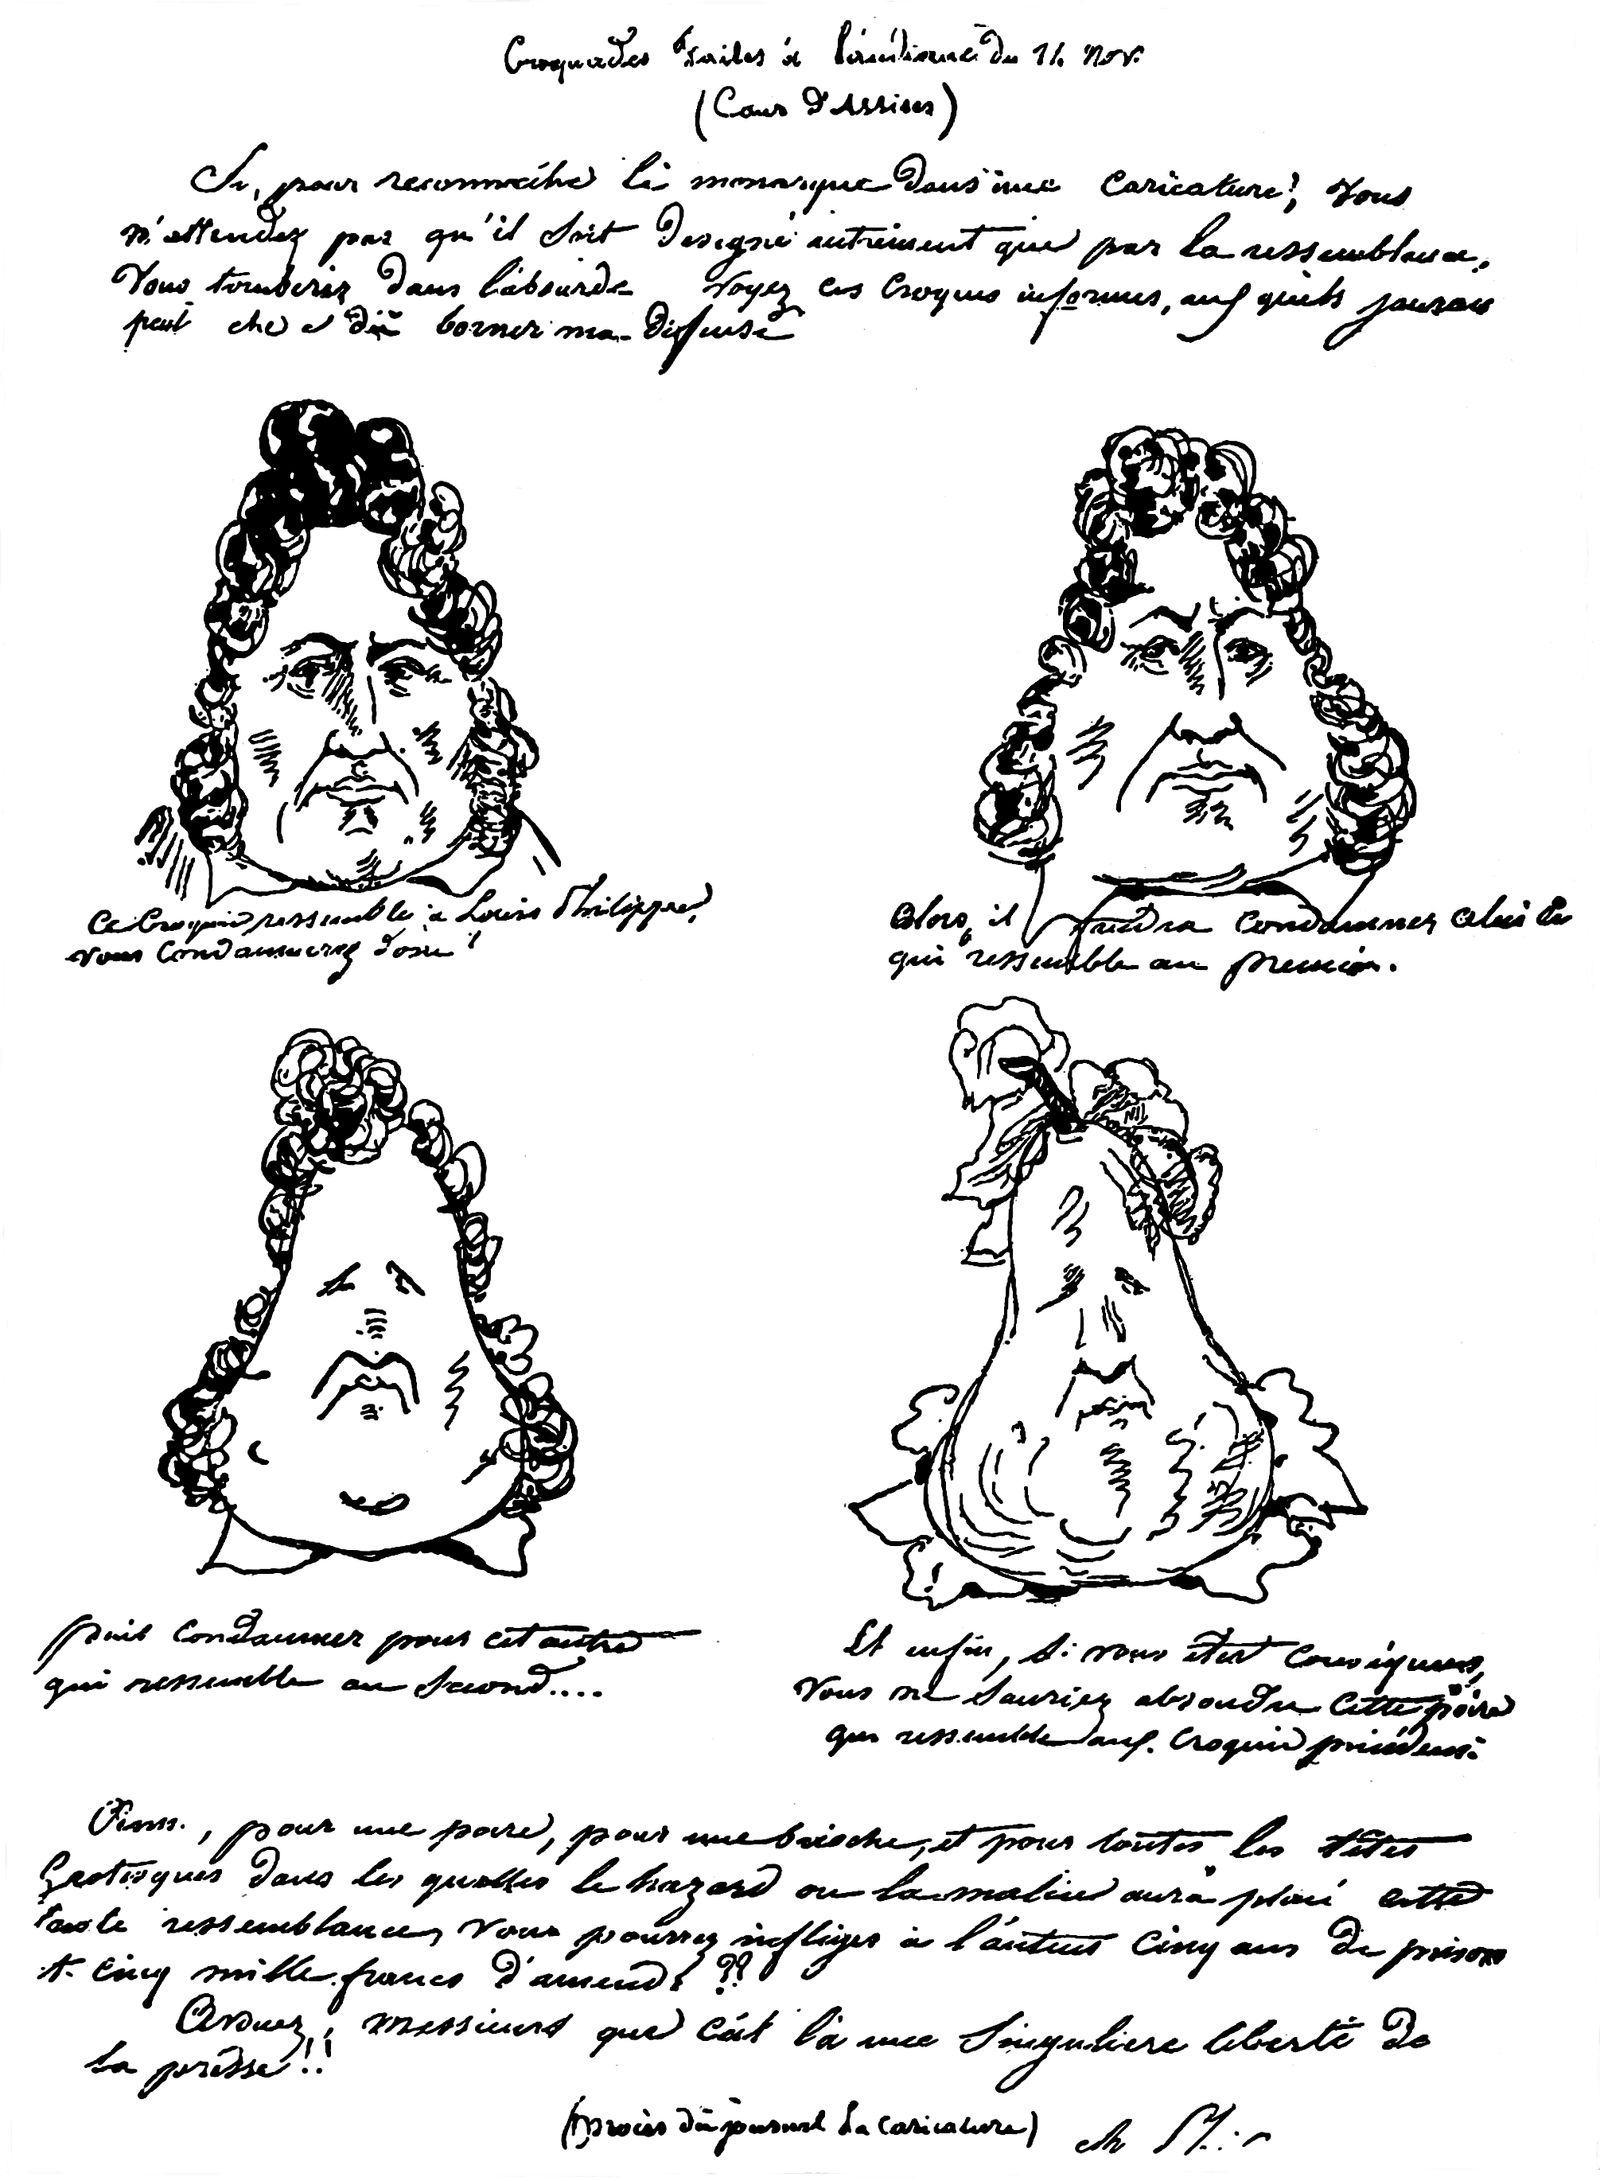 Croquades faites à l'audience du 14 Nov.
(Cour d'Assises)
Si, pour reconnaître le monarque dans une caricature, vous
n'attendez pas qu'il soit désigné autrement que par la ressemblance,
vous tomberez dans l'absurde. Voyez ces croquis informes, aux quels j'aurais
peut être dû borner ma défense
Ce Croquis ressemble à Louis Philippe,
vous Condamnerez donc ?
Alors, il faudra Condamner celui ci
qui ressemble au premier.
puis Condamner pour cet autre
qui ressemble au second....
Et enfin, si vous êtes conséquens,
vous ne sauriez absoudre cette poire
qui ressemble aux Croquis précédens.
Ainsi, pour une poire, pour une brioche, et pour toutes les têtes
Grotesques dans les quelles le hazard ou la malice aura placé cette
triste ressemblance, vous pourrez infliger à l'auteur Cinq ans de prison
et Cinq mille francs d'amende ??
Avouez, Messieurs que c'est là une singulière liberté de
la presse !!
(procès du journal la Caricature) Ch